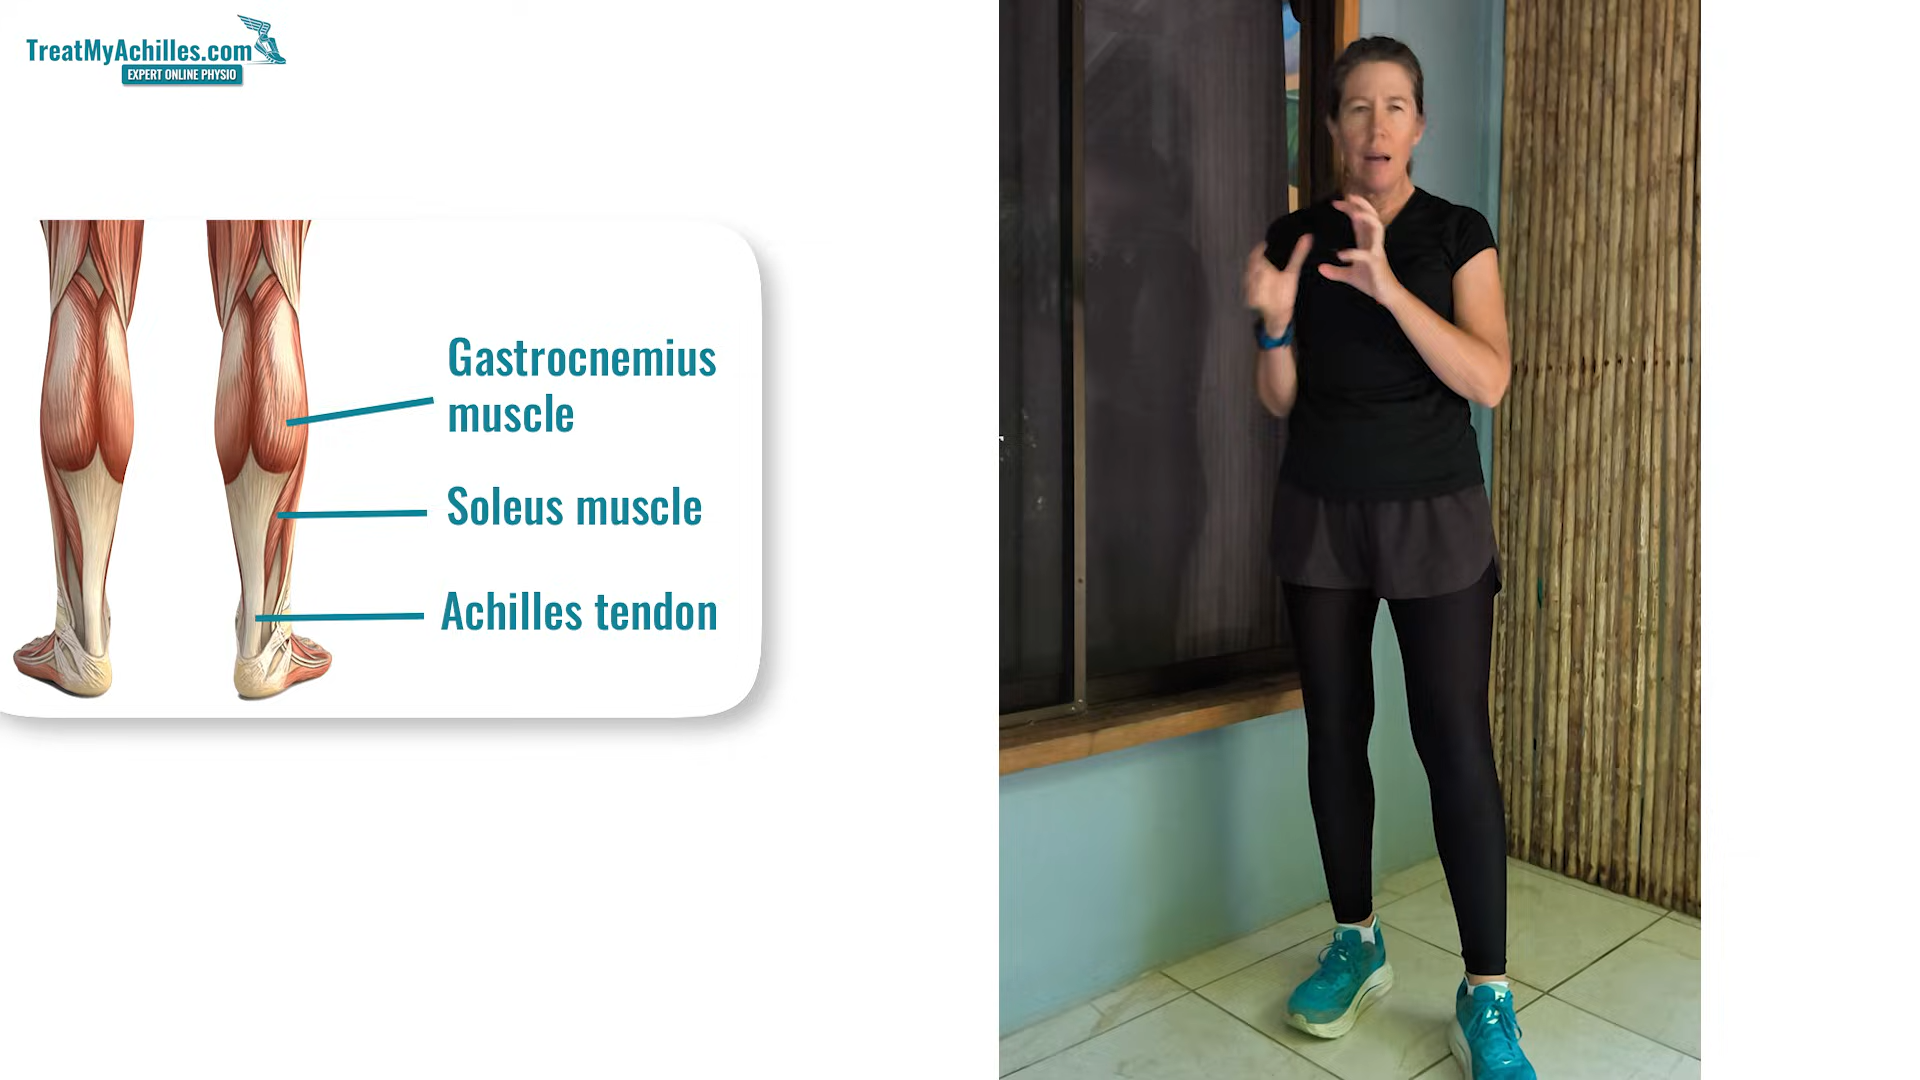 TreatMyAchilles.com
EXPERT ONLINE PHYSIO
Gastrocnemius
muscle
Soleus muscle
Achilles tendon